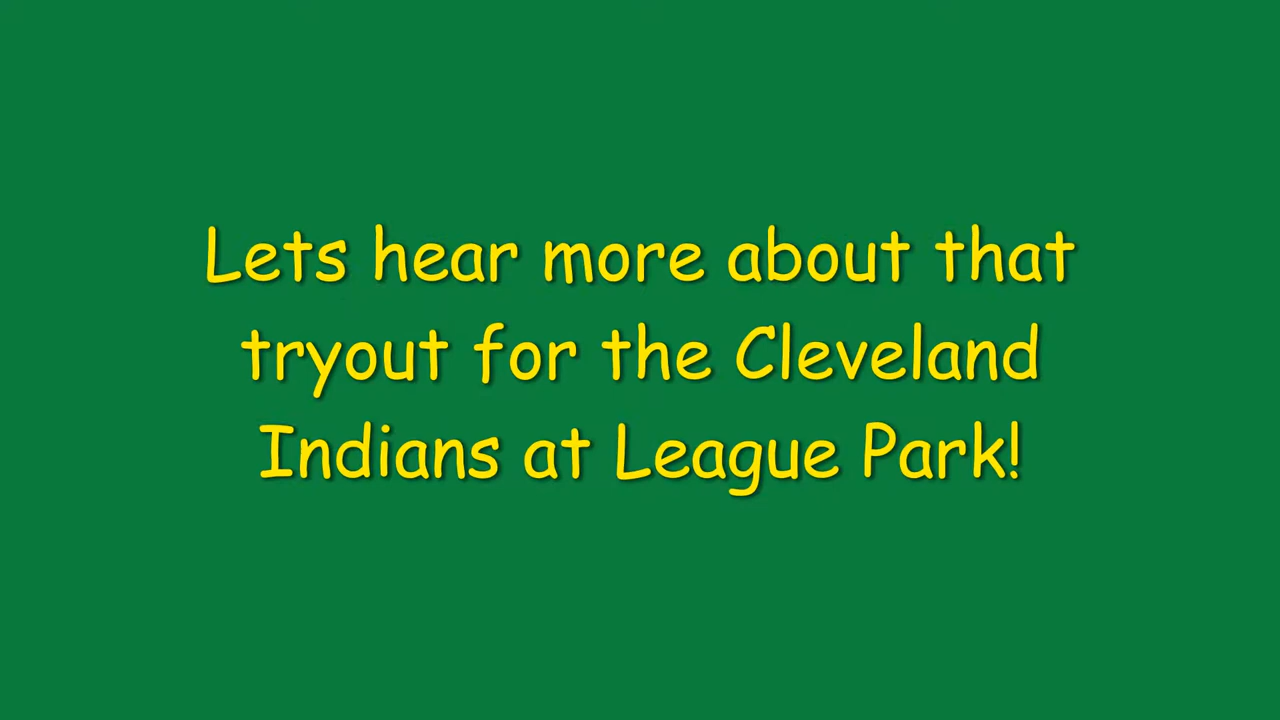 Lets hear more about that
tryout for the Cleveland
Indians at League Park!